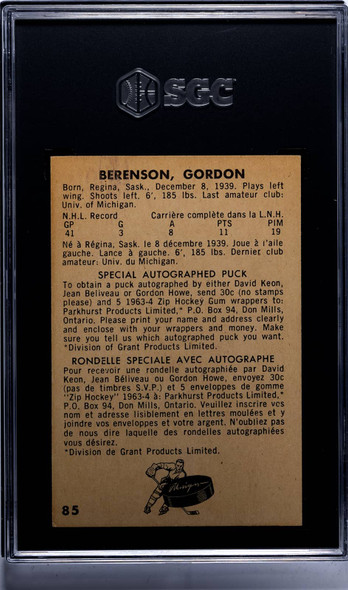 SGC
BERENSON, GORDON
Born, Regina, Sask., December 8, 1939. Plays left
wing. Shoots left. 6', 185 lbs. Last amateur club:
Univ. of Michigan.
N.H.L. Record Carrière complète dans la L.N.H.
GP G A PTS PIM
41 3 8 11 19
Né à Régina, Sask. le 8 décembre 1939. Joue à l'aile
gauche. Lance à gauche. 6', 185 lbs. Dernier club
amateur: Univ. du Michigan.
SPECIAL AUTOGRAPHED PUCK
To obtain a puck autographed by either David Keon,
Jean Beliveau or Gordon Howe, send 30c (no stamps
please) and 5 1963-4 Zip Hockey Gum wrappers to:
Parkhurst Products Limited,* P.O. Box 94, Don Mills,
Ontario. Please print your name and address clearly
and enclose with your wrappers and money. Make
sure you tell us which autographed puck you want.
*Division of Grant Products Limited.
RONDELLE SPECIALE AVEC AUTOGRAPHE
Pour recevoir une rondelle autographiée par David
Keon, Jean Béliveau ou Gordon Howe, envoyez 30c
(pas de timbres S.V.P.) et 5 enveloppes de gomme
"Zip Hockey" 1963-4 à: Parkhurst Products Limited,*
P.O. Box 94, Don Mills, Ontario. Veuillez inscrire vos
nom et adresse lisiblement en lettres moulées et y
joindre vos enveloppes et votre argent. N'oubliez pas
de nous dire laquelle des rondelles autographiées
vous désirez.
*Division de Grant Products Limited.
85